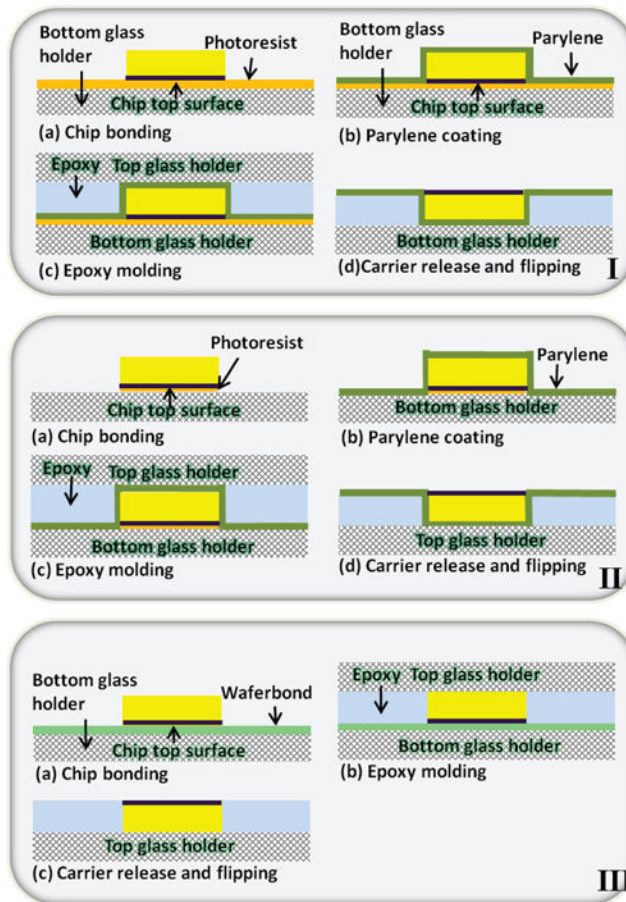 Bottom glass
holder
Photoresist
Chip top surface
(a) Chip bonding
Bottom glass
holder
Parylene
Chip top surface
(b) Parylene coating
Epoxy Top glass holder
Bottom glass holder
(c) Epoxy molding
Top glass holder
(d)Carrier release and flipping
I
Photoresist
Chip top surface
(a) Chip bonding
Parylene
Bottom glass holder
(b) Parylene coating
Epoxy Top glass holder
Bottom glass holder
(c) Epoxy molding
Top glass holder
(d) Carrier release and flipping
II
Bottom glass
holder
Waferbond
Chip top surface
(a) Chip bonding
Epoxy Top glass holder
Bottom glass holder
(b) Epoxy molding
Top glass holder
(c) Carrier release and flipping
III